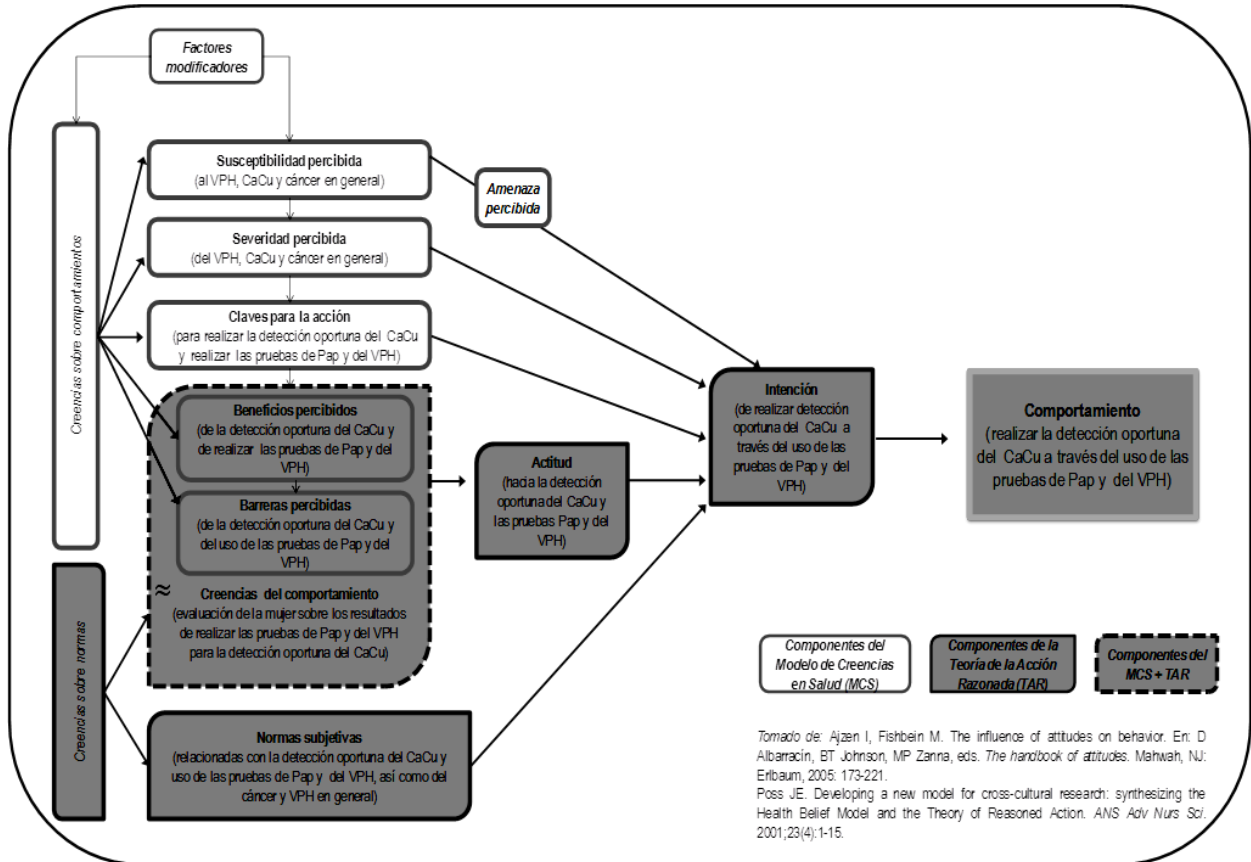 Factores
modificadores
Creencias sobre comportamientos
Susceptibilidad percibida
(al VPH, CaCu y cáncer en general)
Amenaza
percibida
Severidad percibida
(del VPH, CaCu y cáncer en general)
Claves para la acción
(para realizar la detección oportuna del CaCu
y realizar las pruebas de Pap y del VPH)
Beneficios percibidos
(de la detección oportuna del CaCu y
de realizar las pruebas de Pap y del
VPH)
Barreras percibidas
(de la detección oportuna del CaCu y
del uso de las pruebas de Pap y del
VPH)
≈
Creencias del comportamiento
(evaluación de la mujer sobre los resultados
de realizar las pruebas de Pap y del VPH
para la detección oportuna del CaCu)
Actitud
(hacia la detección
oportuna del CaCu y
las pruebas Pap y del
VPH)
Intención
(de realizar detección
oportuna del CaCu a
través del uso de las
pruebas de Pap y del
VPH)
Comportamiento
(realizar la detección oportuna
del CaCu a través del uso de las
pruebas de Pap y del VPH)
Creencias sobre normas
Normas subjetivas
(relacionadas con la detección oportuna del CaCu y
uso de las pruebas de Pap y del VPH, así como del
cáncer y VPH en general)
Componentes del
Modelo de Creencias
en Salud (MCS)
Componentes de la
Teoría de la Acción
Razonada (TAR)
Componentes del
MCS + TAR
Tomado de: Ajzen I, Fishbein M. The influence of attitudes on behavior. En: D
Albarracín, BT Johnson, MP Zanna, eds. The handbook of attitudes. Mahwah, NJ:
Erlbaum, 2005: 173-221.
Poss JE. Developing a new model for cross-cultural research: synthesizing the
Health Belief Model and the Theory of Reasoned Action. ANS Adv Nurs Sci.
2001;23(4):1-15.